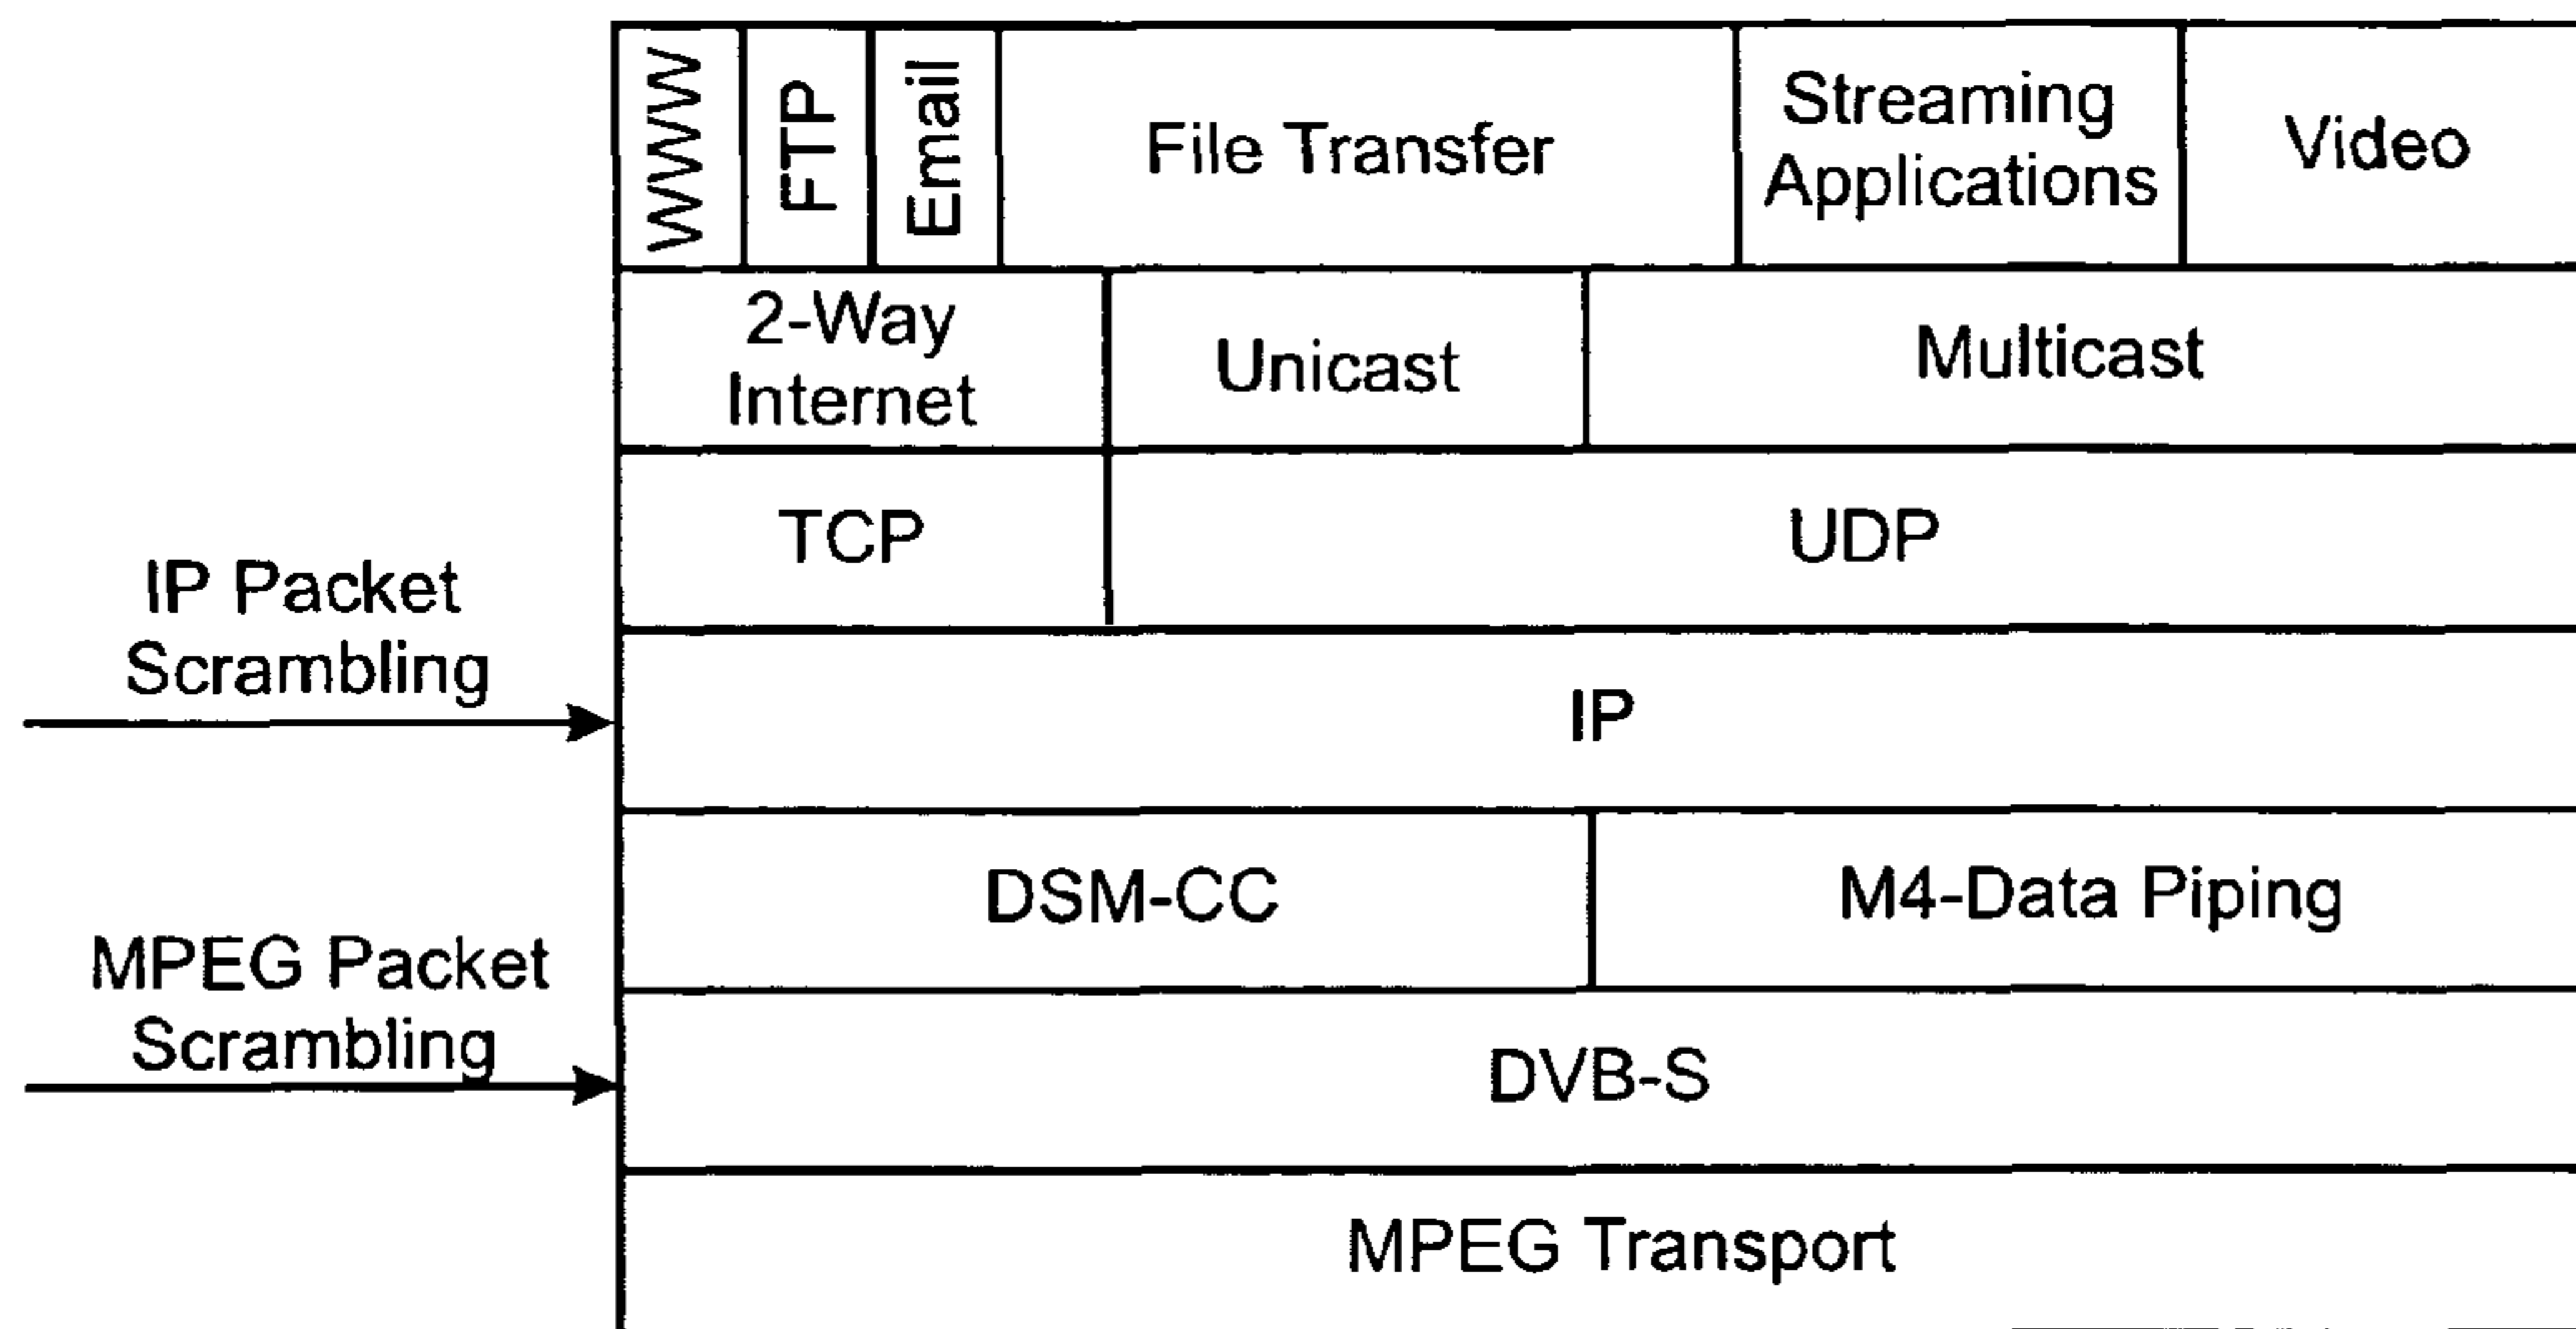 WWW
FTP
Email
File Transfer
Streaming
Applications
Video
2-Way
Internet
Unicast
Multicast
TCP
UDP
IP Packet
Scrambling
IP
DSM-CC
M4-Data Piping
MPEG Packet
Scrambling
DVB-S
MPEG Transport